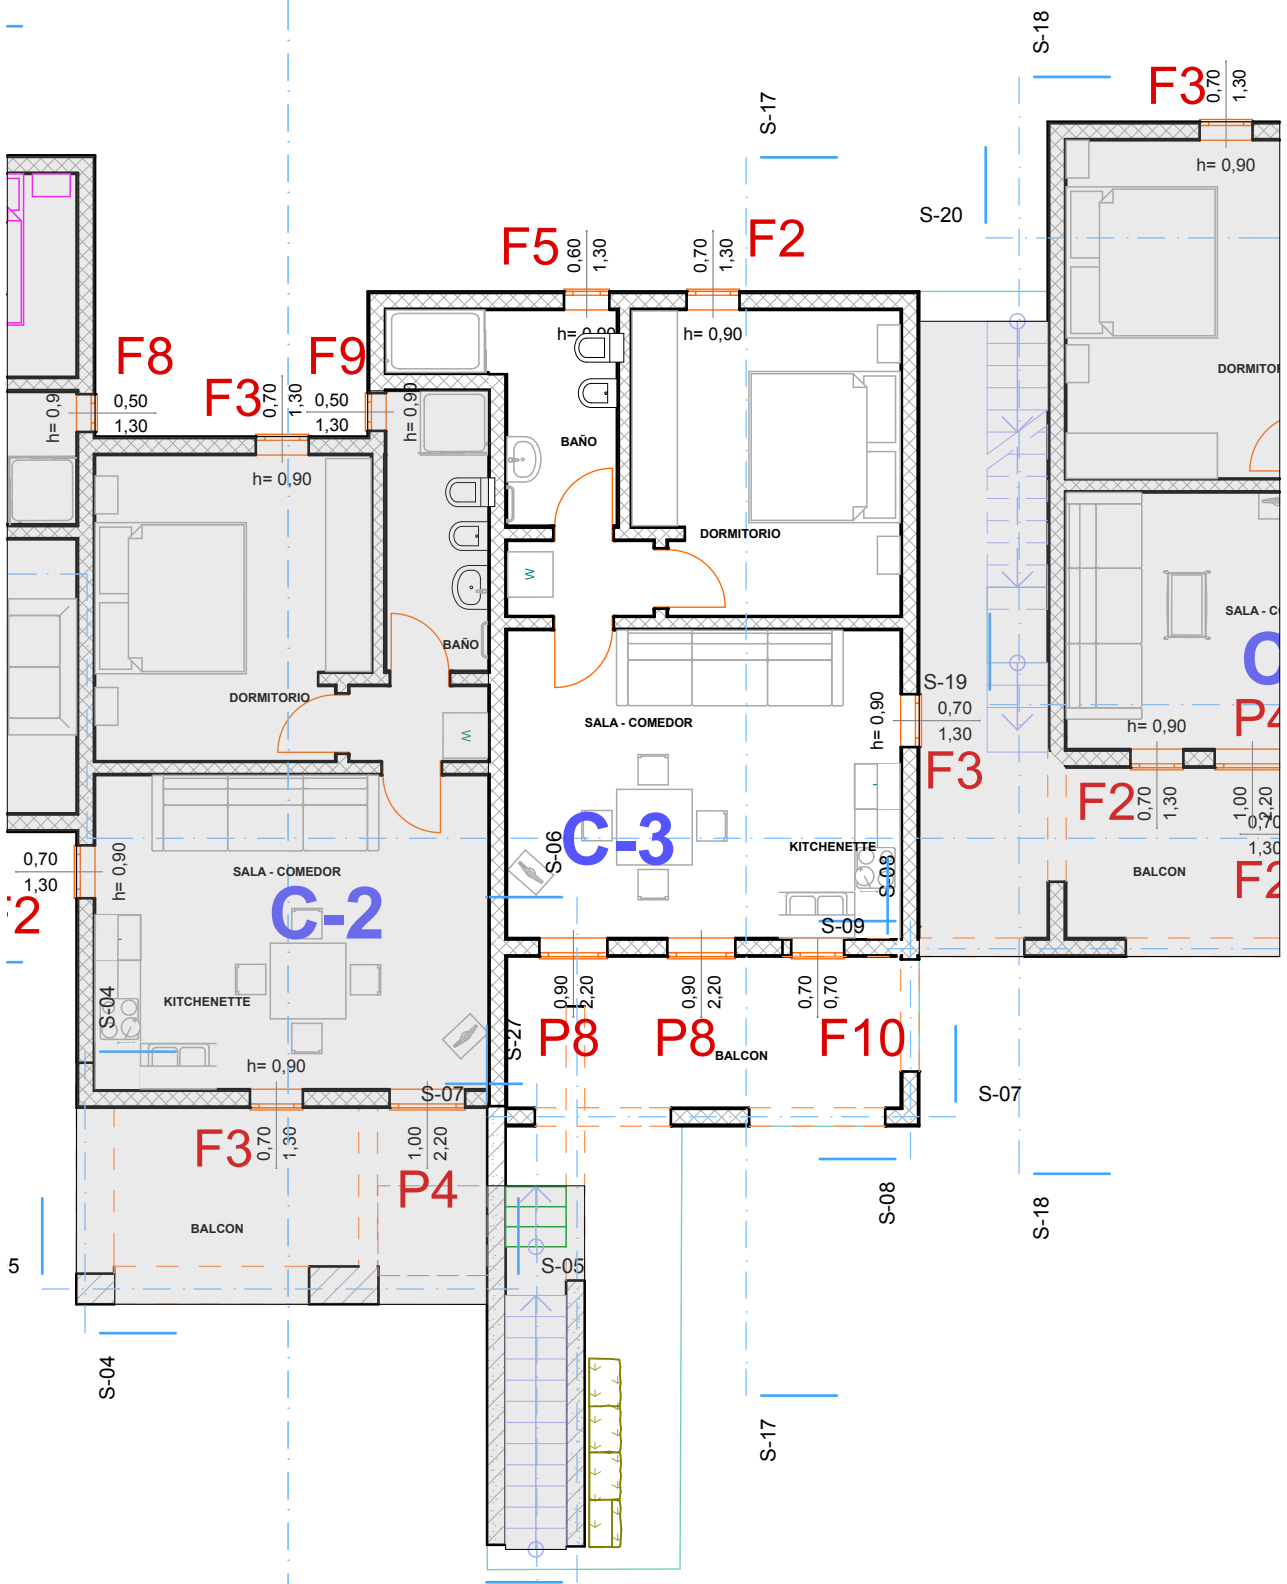 S-18
F3
0,70
1,30
h= 0,90
S-17
S-20
F5
0,60
1,30
F2
0,70
1,30
h= 0,90
F8
0,50
1,30
F3
0,70
1,30
F9
0,50
1,30
h= 0,90
h= 0,90
BAÑO
DORMITORIO
W
BAÑO
DORMITORIO
W
S-19
0,70
1,30
F3
h= 0,90
SALA - COMEDOR
C-3
KITCHENETTE
S-06
S-03
S-09
h= 0,90
P4
F2
0,70
1,30
1,00
2,20
0,70
1,30
F2
BALCON
0,70
1,30
F2
h= 0,90
SALA - COMEDOR
C-2
KITCHENETTE
S-04
h= 0,90
S-07
S-27
0,90
2,20
P8
0,90
2,20
P8
0,70
0,70
F10
BALCON
S-07
F3
0,70
1,30
1,00
2,20
P4
BALCON
S-08
S-18
5
S-05
S-04
S-17